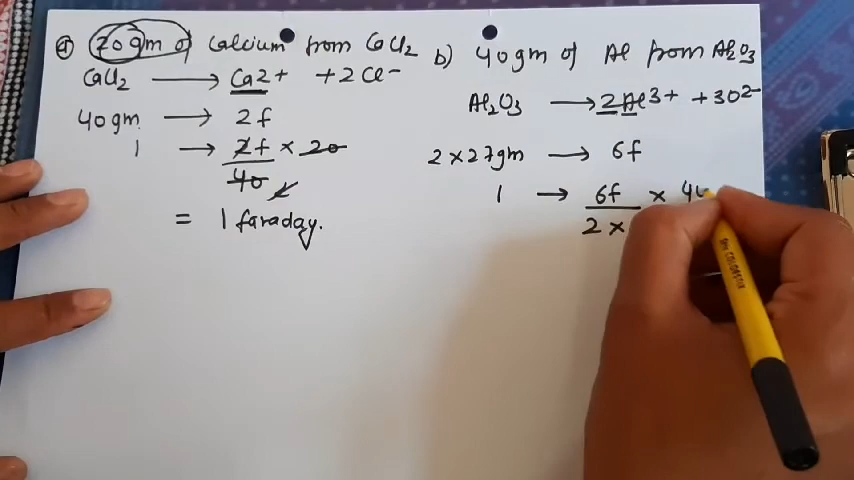 a) 20gm of Calcium from CaCl2
CaCl2 → Ca2+ + 2Cl-
40gm → 2f
1 → 2f × 20
40
= 1 faraday.
b) 40gm of Al from Al2O3
Al2O3 → 2Al3+ + 3O2-
2×27gm → 6f
1 → 6f × 4
2×